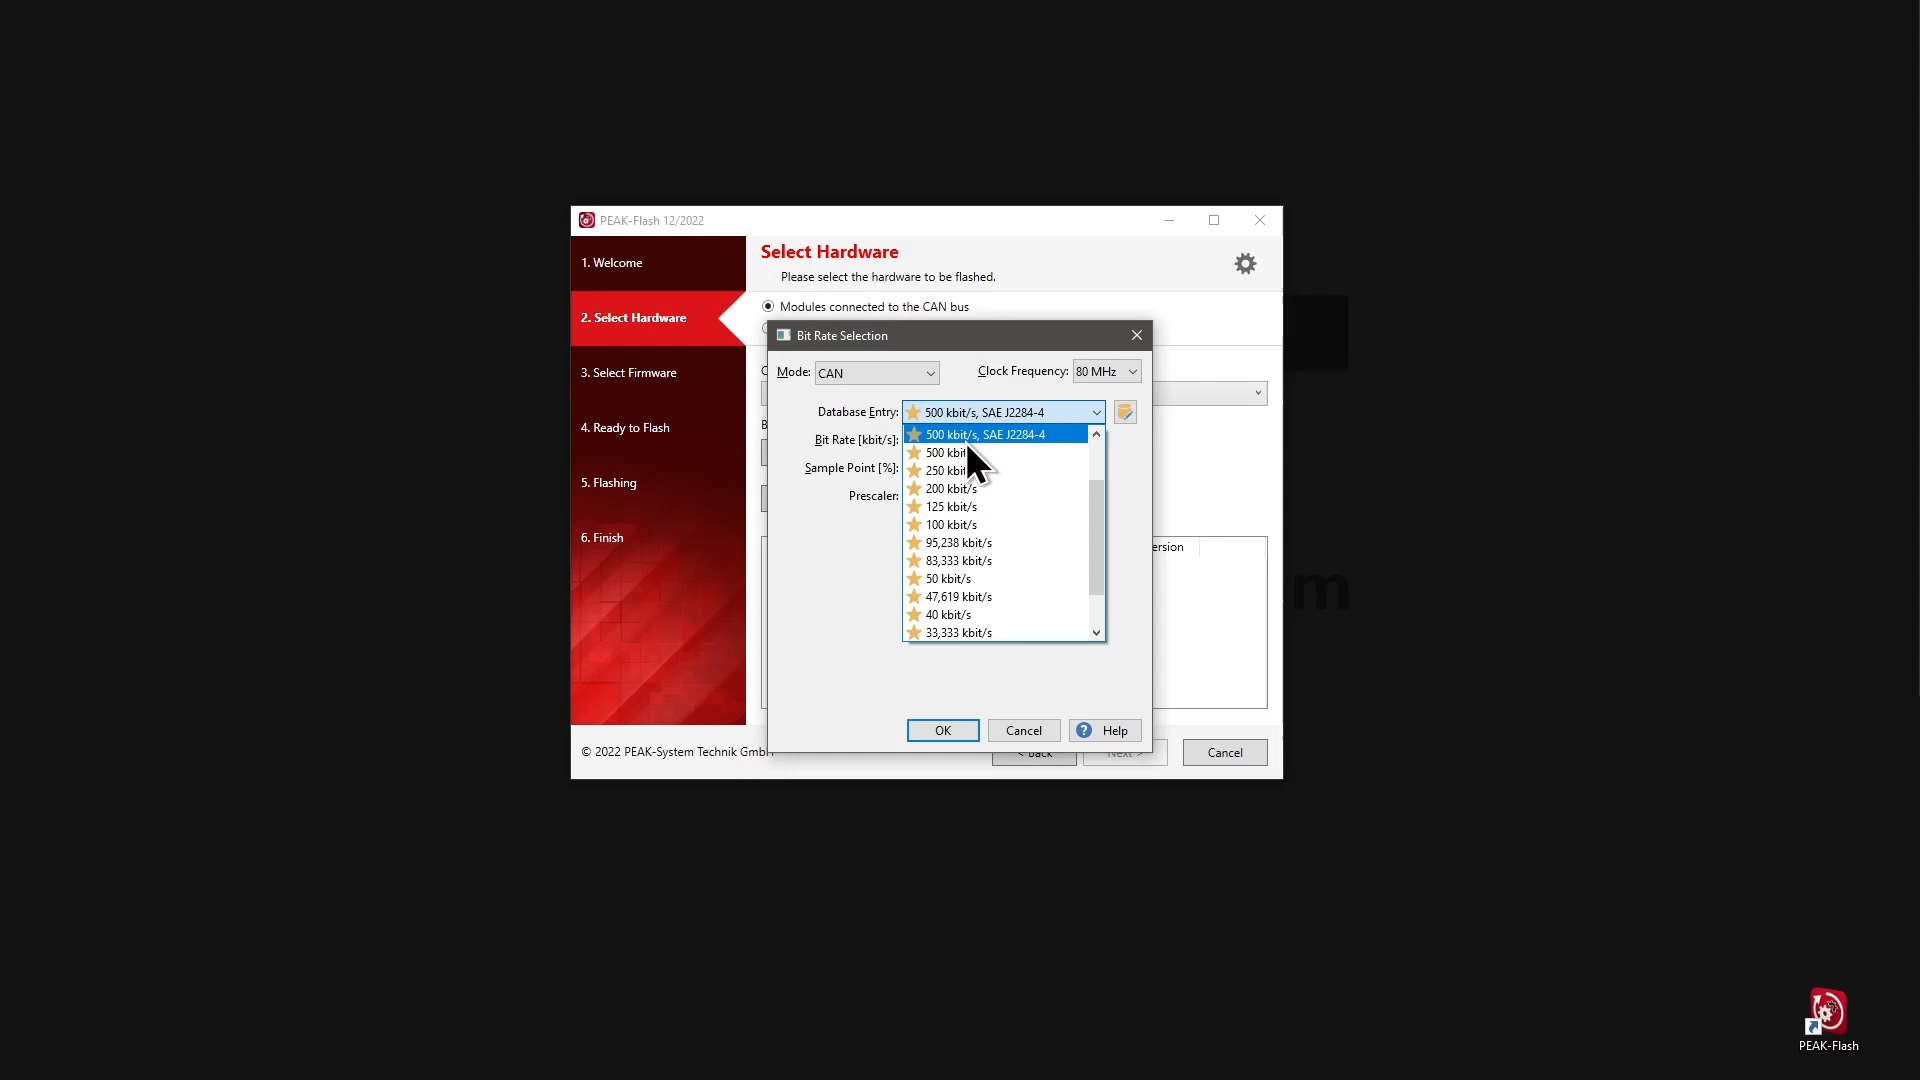 PEAK-Flash 12/2022
1. Welcome
2. Select Hardware
3. Select Firmware
4. Ready to Flash
5. Flashing
6. Finish
Select Hardware
Please select the hardware to be flashed.
Modules connected to the CAN bus
Bit Rate Selection
Mode: CAN
Clock Frequency: 80 MHz
Database Entry: 500 kbit/s, SAE J2284-4
Bit Rate [kbit/s]:
Sample Point [%]:
Prescaler:
500 kbit/s, SAE J2284-4
500 kbit
250 kbit
200 kbit/s
125 kbit/s
100 kbit/s
95,238 kbit/s
83,333 kbit/s
50 kbit/s
47,619 kbit/s
40 kbit/s
33,333 kbit/s
ersion
OK
Cancel
? Help
© 2022 PEAK-System Technik GmbH
< Back
Next >
Cancel
m
PEAK-Flash